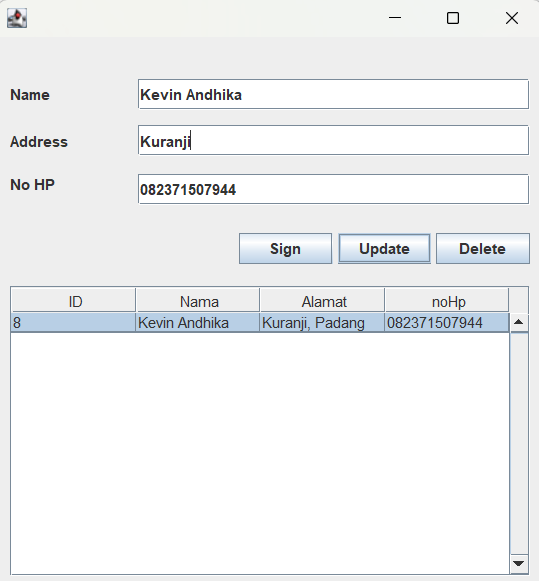 Name Kevin Andhika
Address Kuranji
No HP 082371507944
Sign Update Delete
ID Nama Alamat noHp
8 Kevin Andhika Kuranji, Padang 082371507944